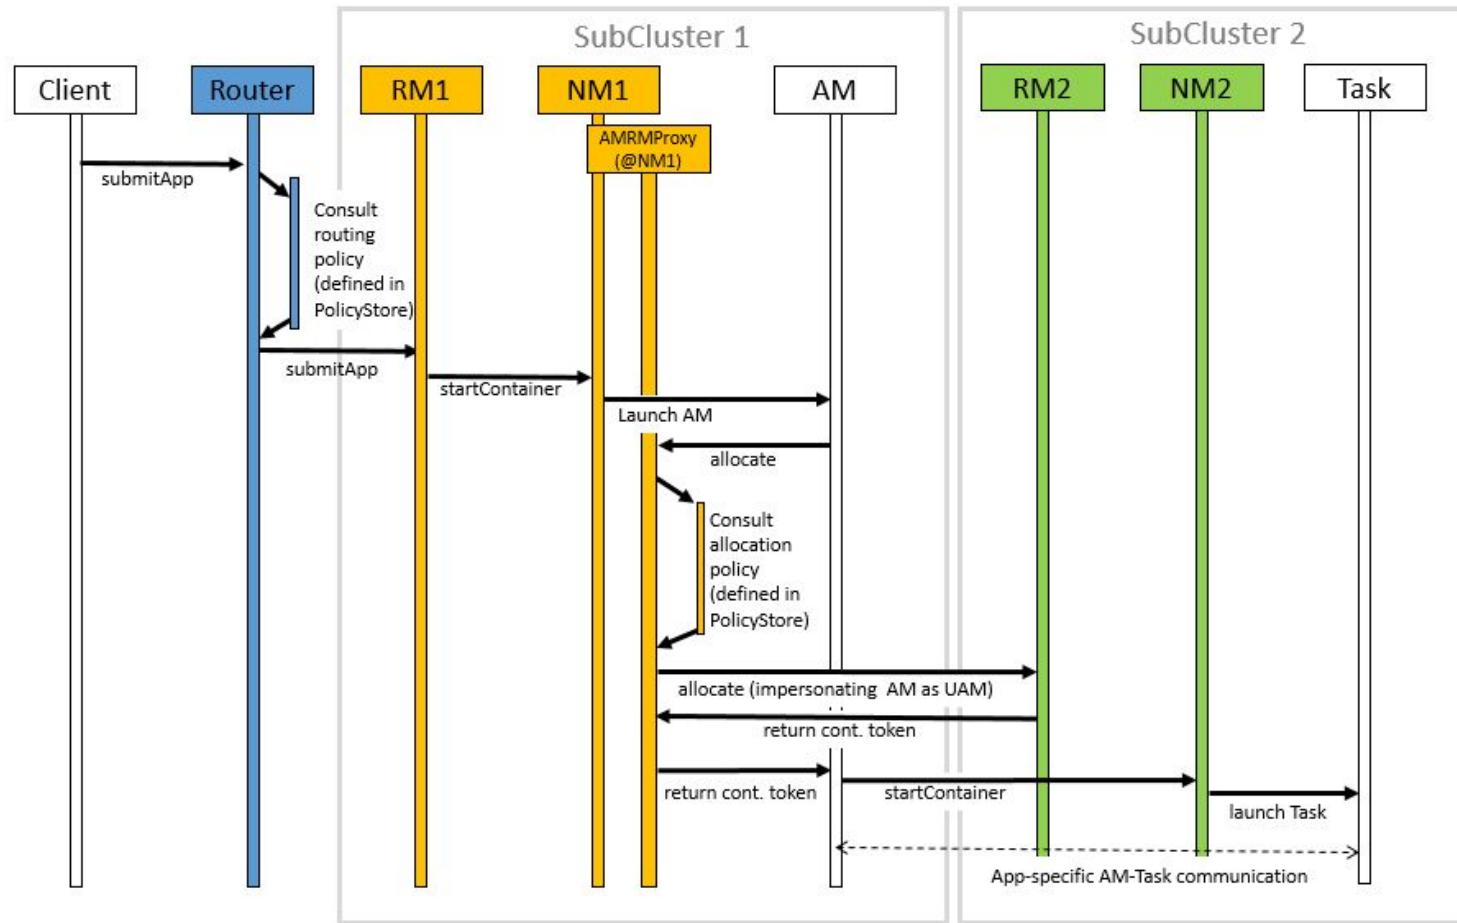 SubCluster 1
SubCluster 2
Client
Router
RM1
NM1
AM
RM2
NM2
Task
AMRMProxy
(@NM1)
submitApp
Consult
routing
policy
(defined in
PolicyStore)
submitApp
startContainer
Launch AM
allocate
Consult
allocation
policy
(defined in
PolicyStore)
allocate (impersonating AM as UAM)
return cont. token
return cont. token
startContainer
launch Task
App-specific AM-Task communication